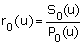 r₀(u) = S₀(u) / P₀(u)